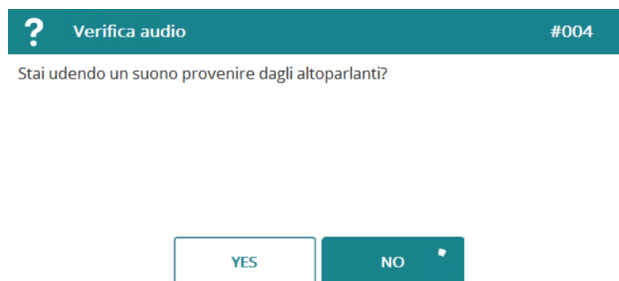 ? Verifica audio #004
Stai udendo un suono provenire dagli altoparlanti?
YES NO